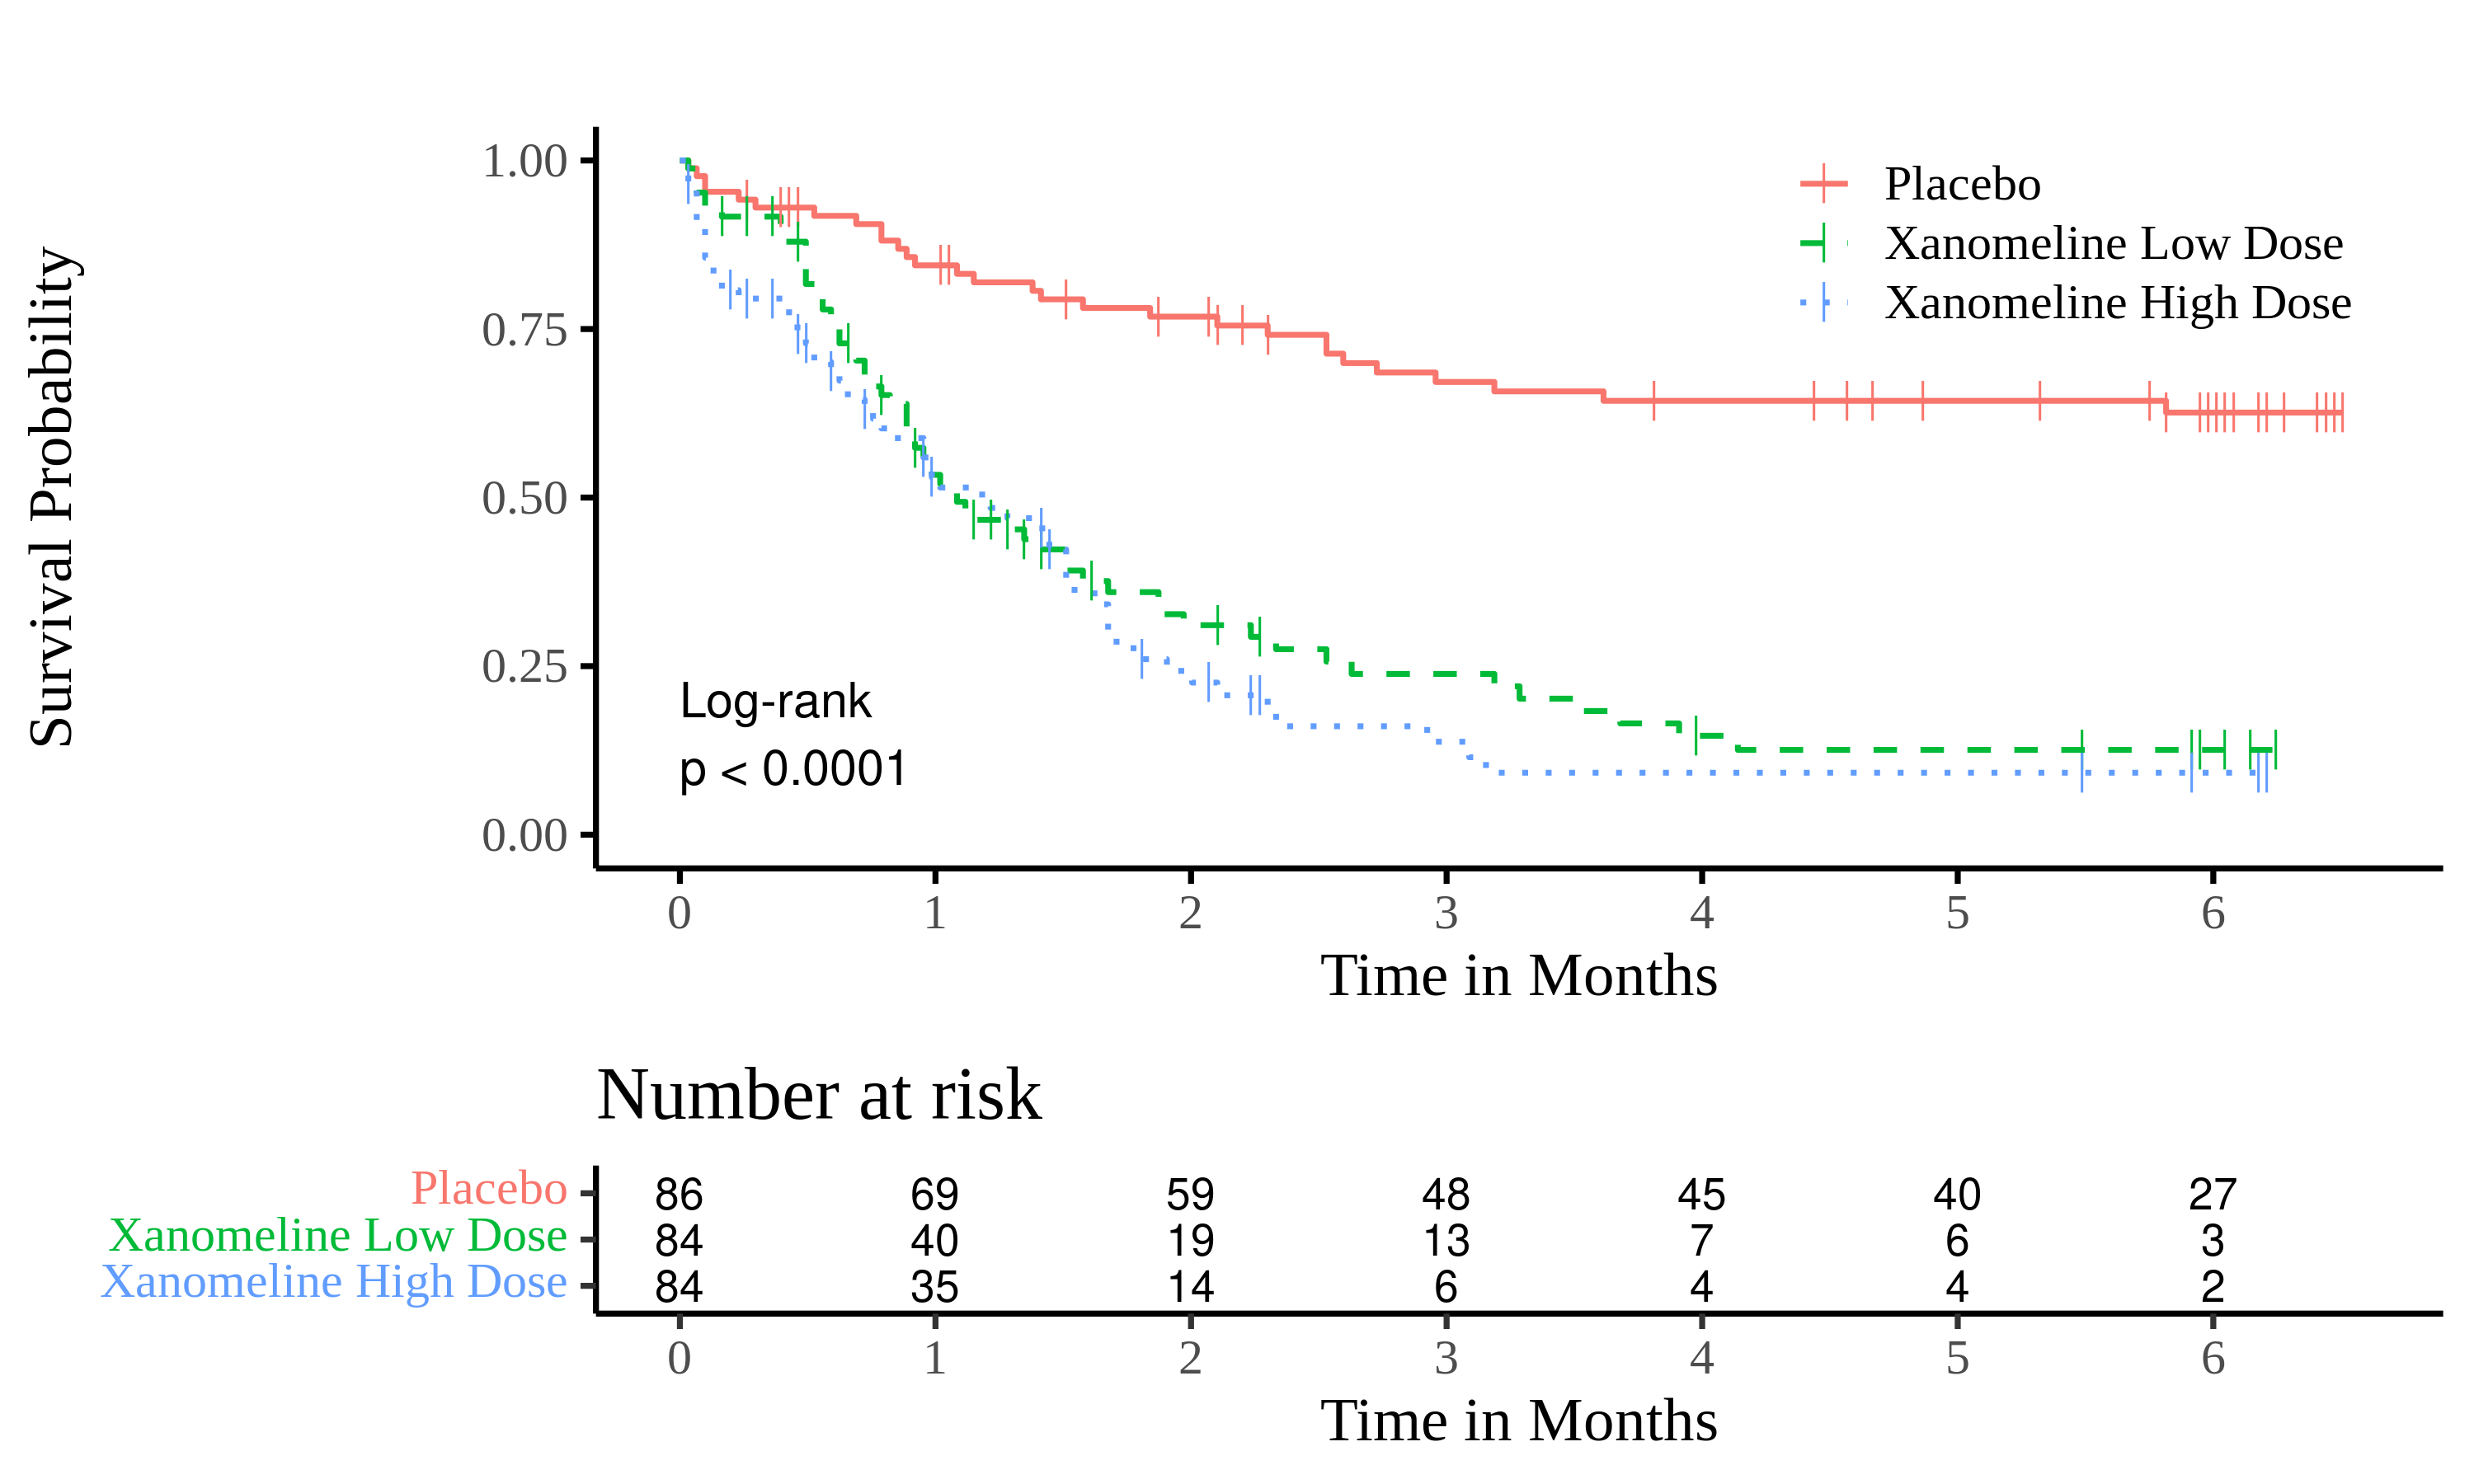 Survival Probability
1.00
0.75
0.50
0.25
0.00
Placebo
Xanomeline Low Dose
Xanomeline High Dose
Log-rank
p < 0.0001
0 1 2 3 4 5 6
Time in Months
Number at risk
Placebo 86 69 59 48 45 40 27
Xanomeline Low Dose 84 40 19 13 7 6 3
Xanomeline High Dose 84 35 14 6 4 4 2
0 1 2 3 4 5 6
Time in Months